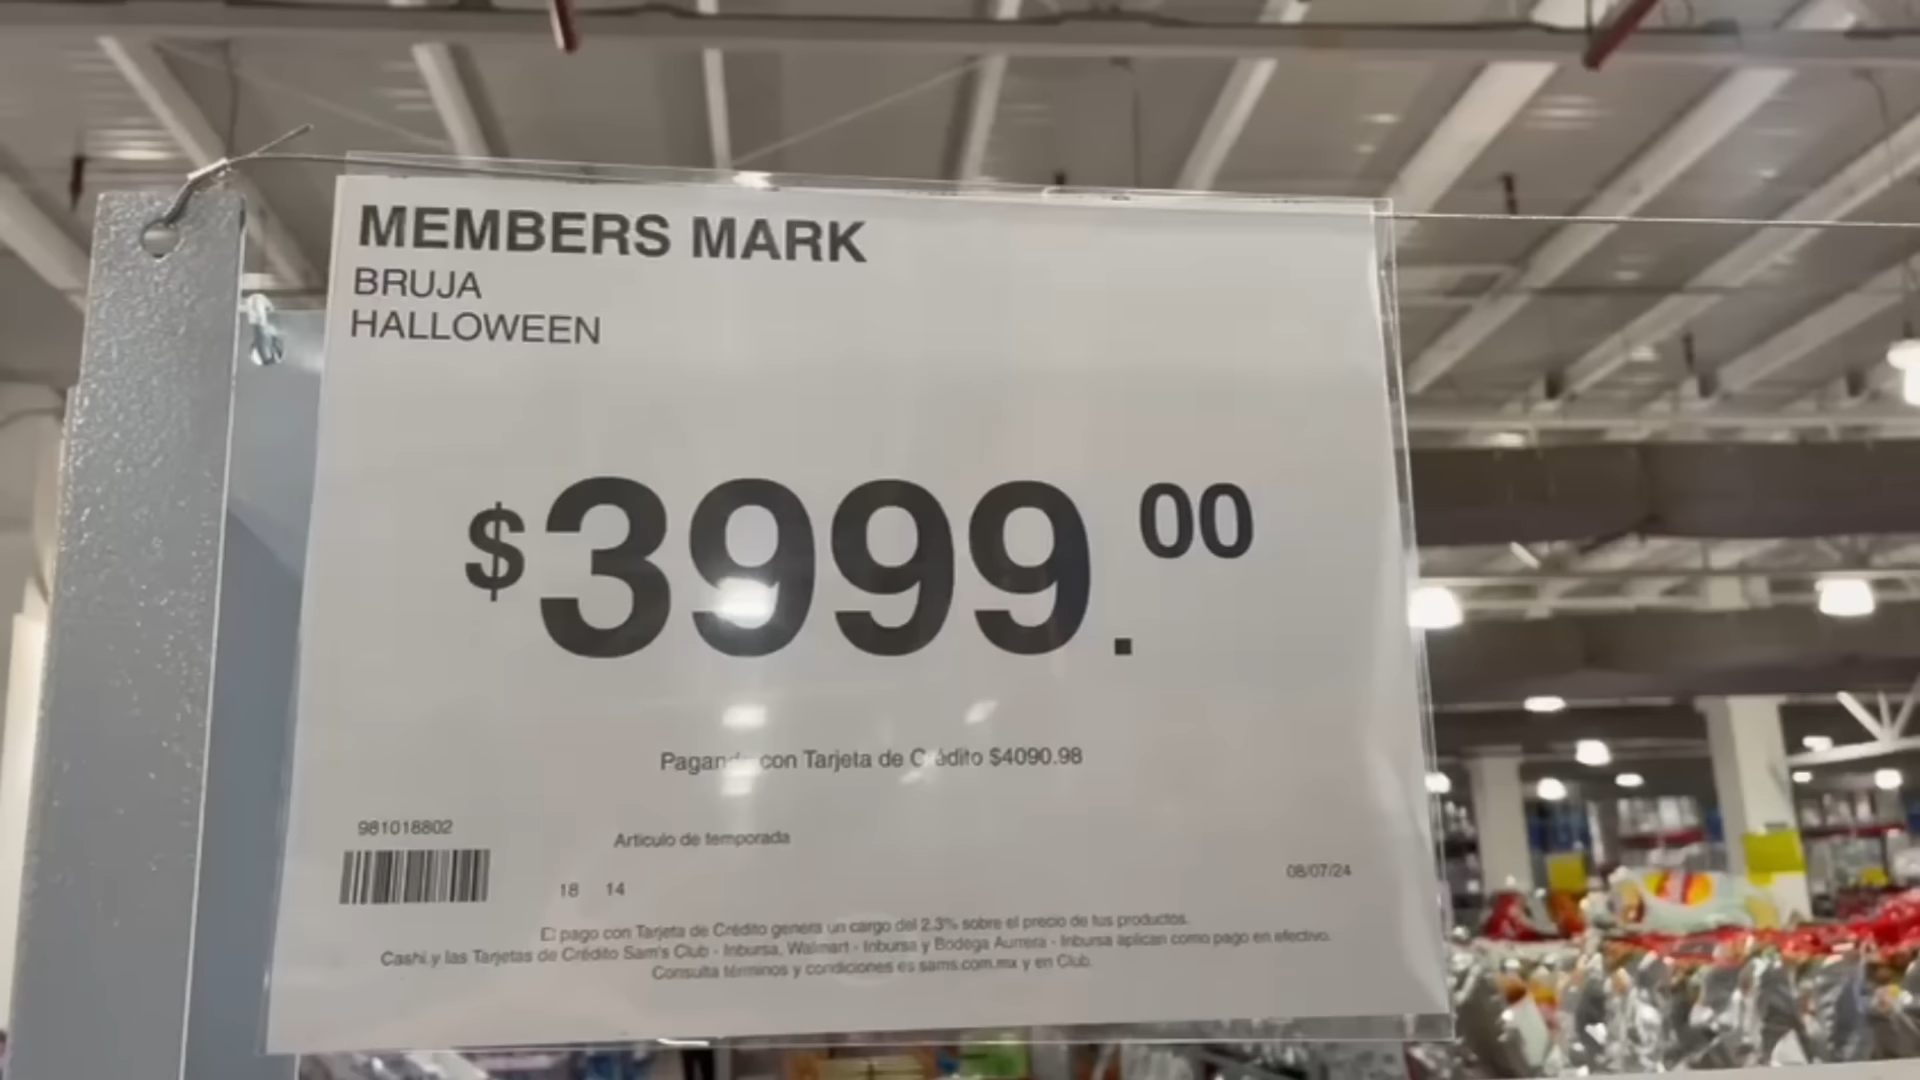 MEMBERS MARK
BRUJA
HALLOWEEN
$3999.00
Pagando con Tarjeta de Crédito $4090.98
981018802
Articulo de temporada
08/07/24
18 14
El pago con Tarjeta de Crédito genera un cargo del 2.3% sobre el precio de tus productos.
Cashi y las Tarjetas de Crédito Sam's Club - Inbursa, Walmart - Inbursa y Bodega Aurrera - Inbursa aplican como pago en efectivo.
Consulta términos y condiciones es sams.com.mx y en Club.